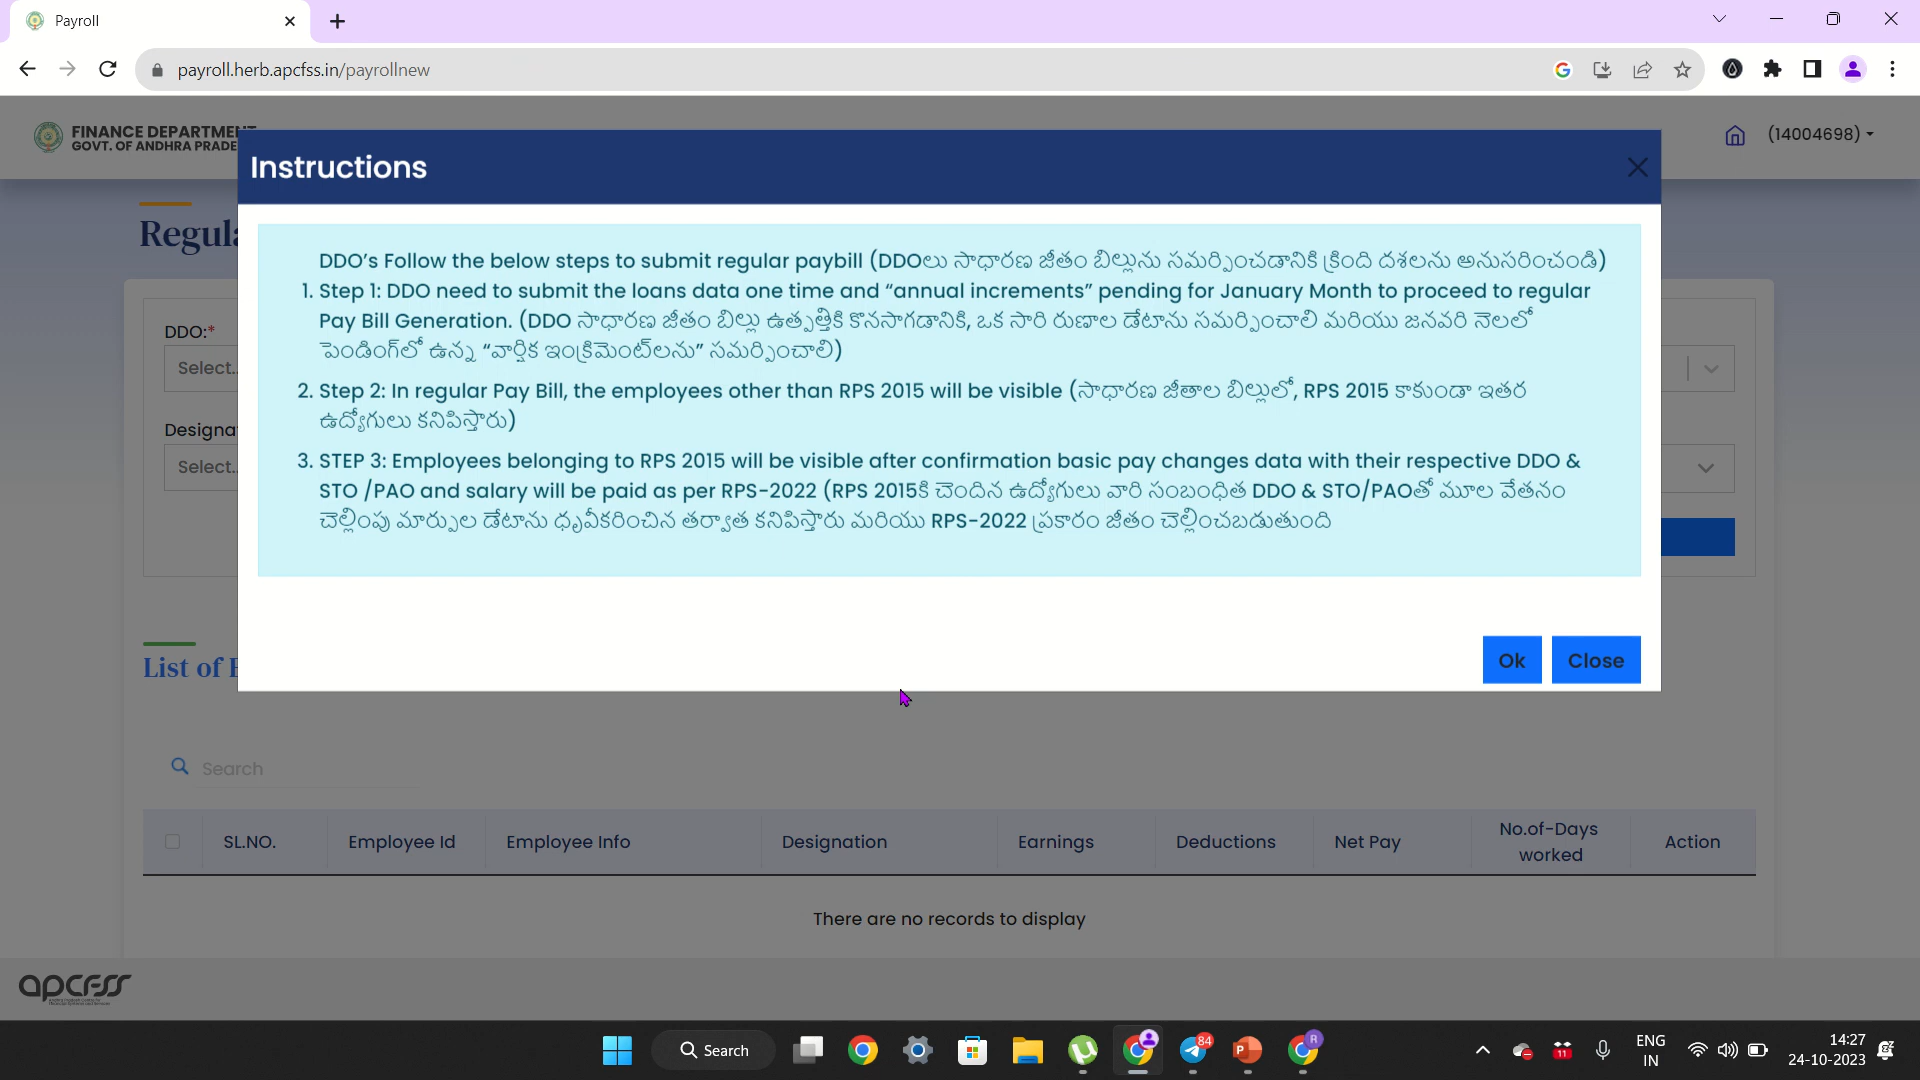 Payroll
payroll.herb.apcfss.in/payrollnew
FINANCE DEPARTMENT
GOVT. OF ANDHRA PRADE
(14004698)
Regula
Instructions
DDO's Follow the below steps to submit regular paybill (DDOలు సాధారణ జీతం బిల్లును సమర్పించడానికి క్రింది దశలను అనుసరించండి)
1. Step 1: DDO need to submit the loans data one time and “annual increments” pending for January Month to proceed to regular
Pay Bill Generation. (DDO సాధారణ జీతం బిల్లు ఉత్పత్తికి కొనసాగడానికి, ఒక సారి రుణాల డేటాను సమర్పించాలి మరియు జనవరి నెలలో
పెండింగ్‌లో ఉన్న “వార్షిక ఇంక్రిమెంట్‌లను” సమర్పించాలి)
2. Step 2: In regular Pay Bill, the employees other than RPS 2015 will be visible (సాధారణ జీతాల బిల్లులో, RPS 2015 కాకుండా ఇతర
ఉద్యోగులు కనిపిస్తారు)
3. STEP 3: Employees belonging to RPS 2015 will be visible after confirmation basic pay changes data with their respective DDO &
STO /PAO and salary will be paid as per RPS-2022 (RPS 2015కి చెందిన ఉద్యోగులు వారి సంబంధిత DDO & STO/PAOతో మూల వేతనం
చెల్లింపు మార్పుల డేటాను ధృవీకరించిన తర్వాత కనిపిస్తారు మరియు RPS-2022 ప్రకారం జీతం చెల్లించబడుతుంది
Ok Close
DDO:*
Select..
Designa
Select..
List of E
Search
SL.NO. Employee Id Employee Info Designation Earnings Deductions Net Pay No.of-Days worked Action
There are no records to display
apcfss
Search
84
P
R
11
ENG
IN
14:27
24-10-2023